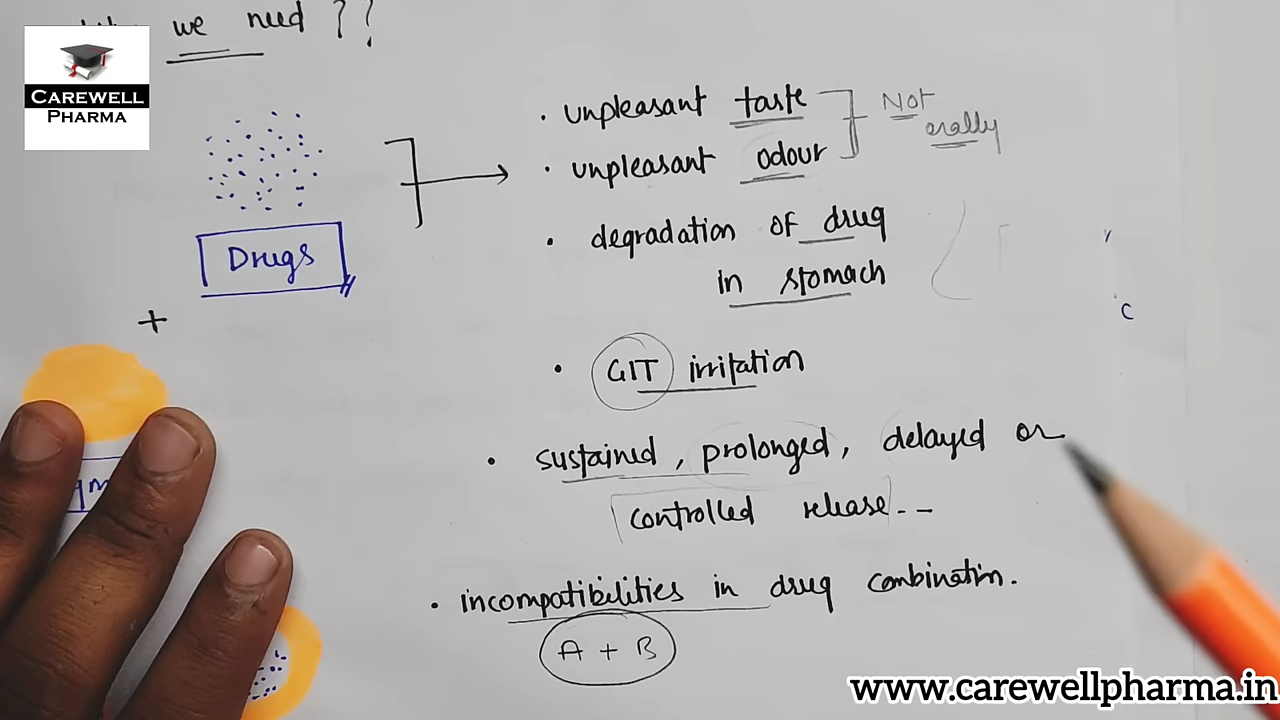 we need ??
CAREWELL
PHARMA
. unpleasant taste
Not
orally
. unpleasant odour
Drugs
. degradation of drug
in stomach
+
. GIT irritation
. sustained, prolonged, delayed or
controlled release. --
. incompatibilities in drug combination.
A + B
www.carewellpharma.in